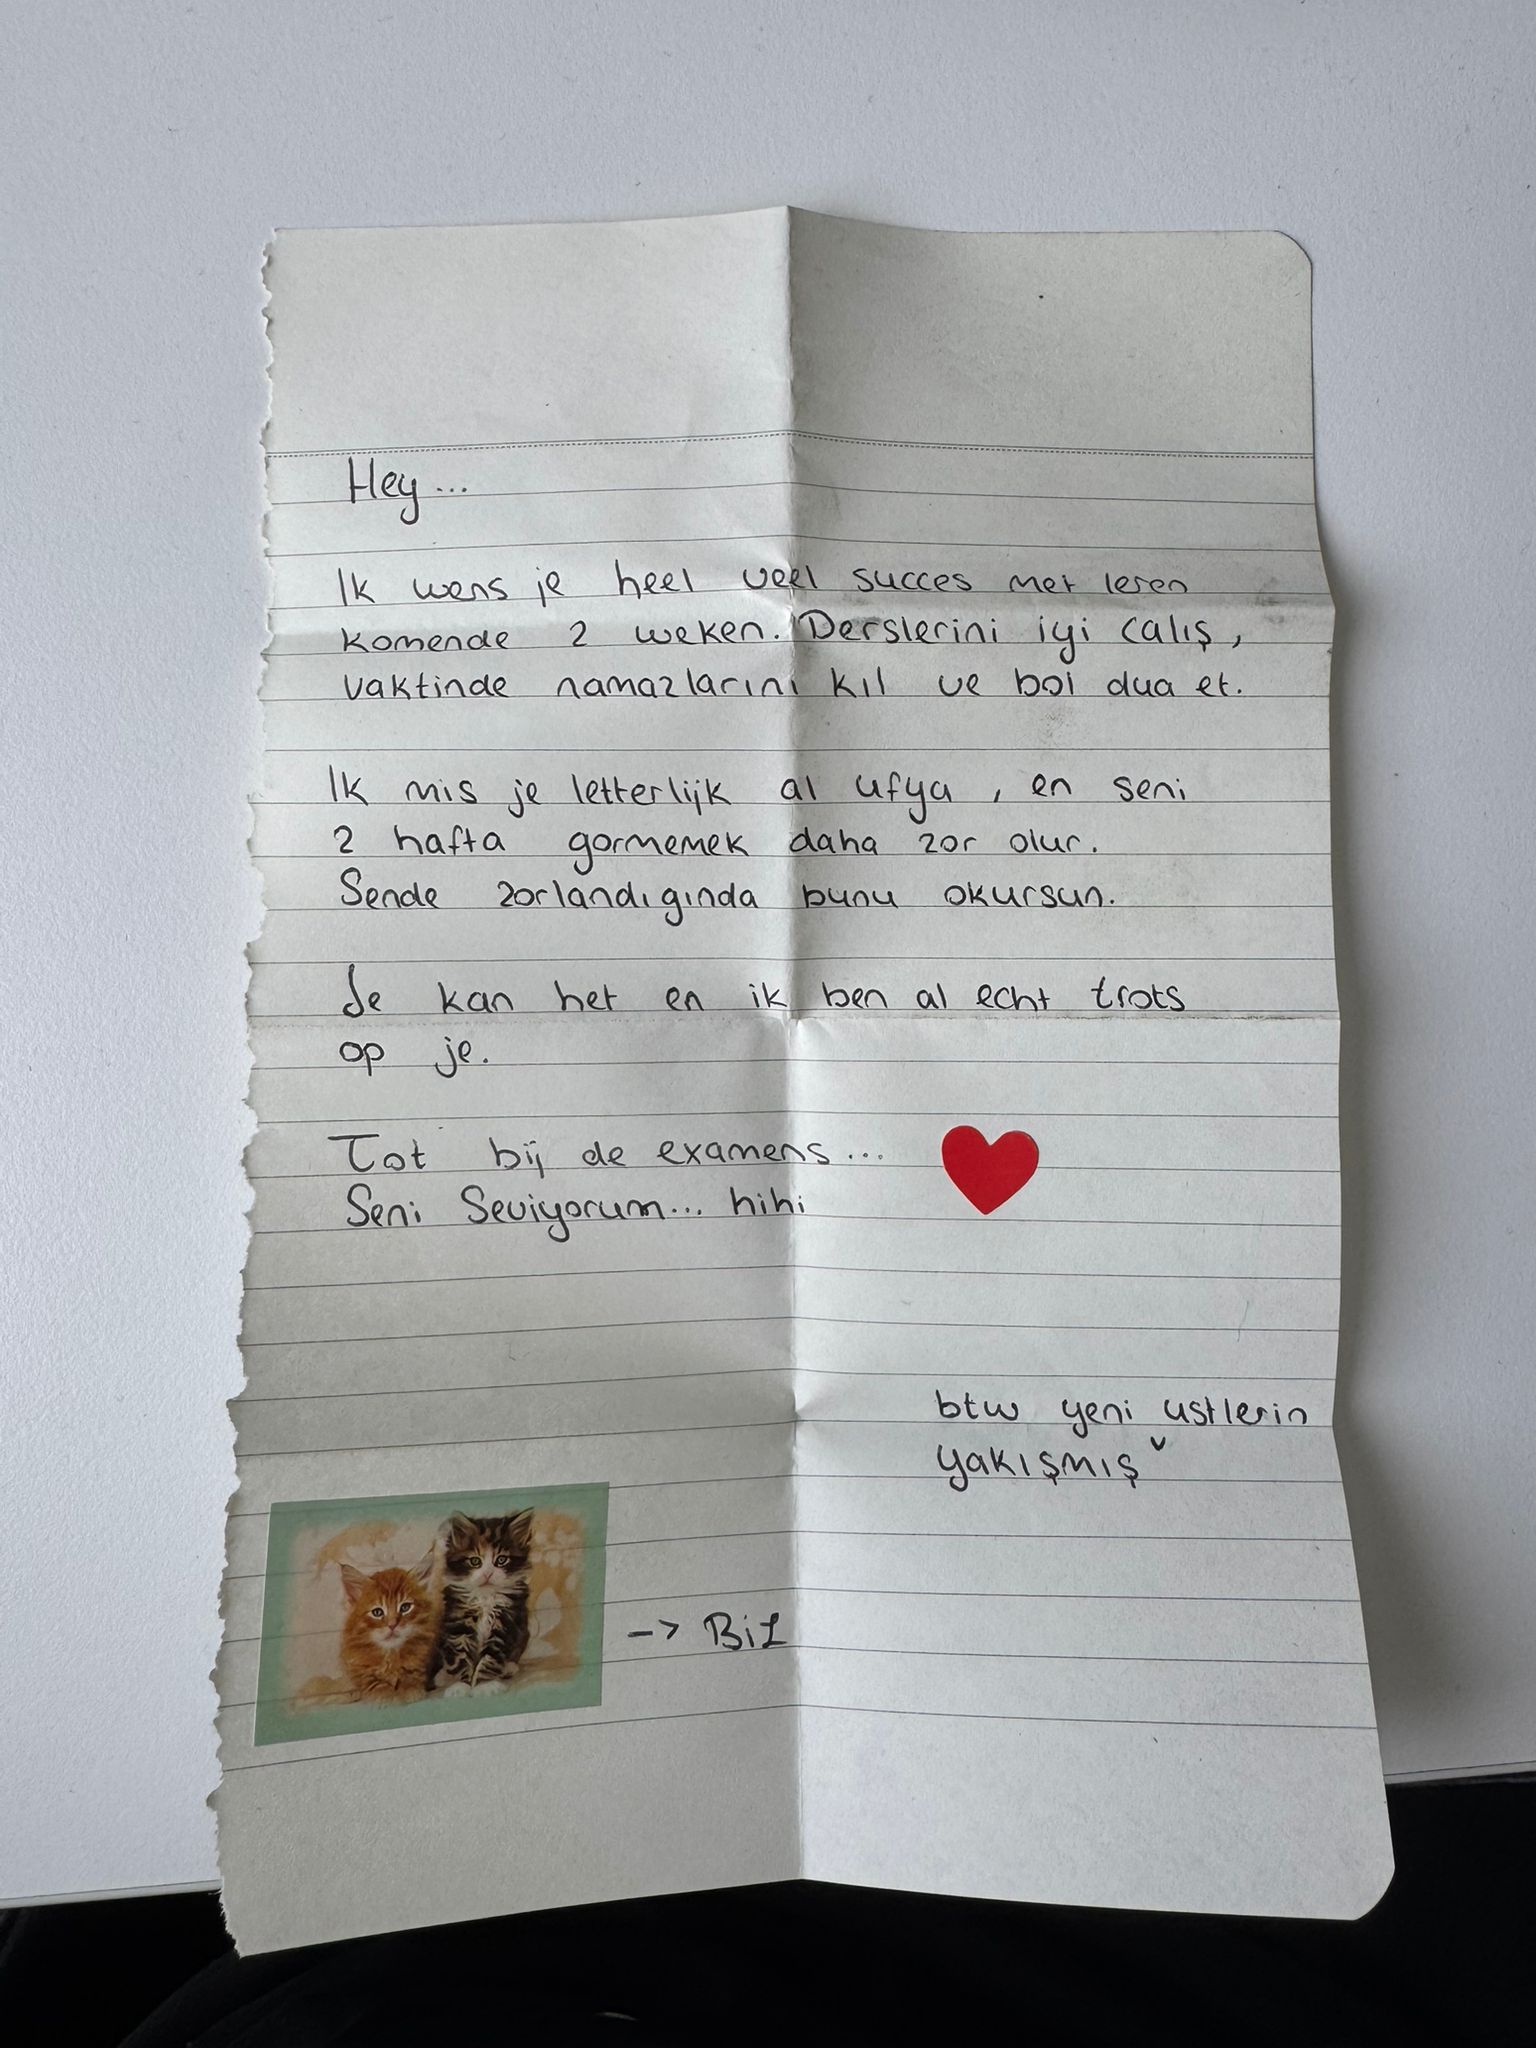 Hey...
Ik wens je heel veel succes met leren
komende 2 weken. Derslerini iyi calış,
vaktinde namazlarını kıl ve bol dua et.
Ik mis je letterlijk al ufya, en seni
2 hafta gormemek daha zor olur.
Sende zorlandıgında bunu okursun.
Je kan het en ik ben al echt trots
op je.
Tot bij de examens...
Seni Seviyorum... hihi
btw yeni ustlerin
yakışmış
-> Biz